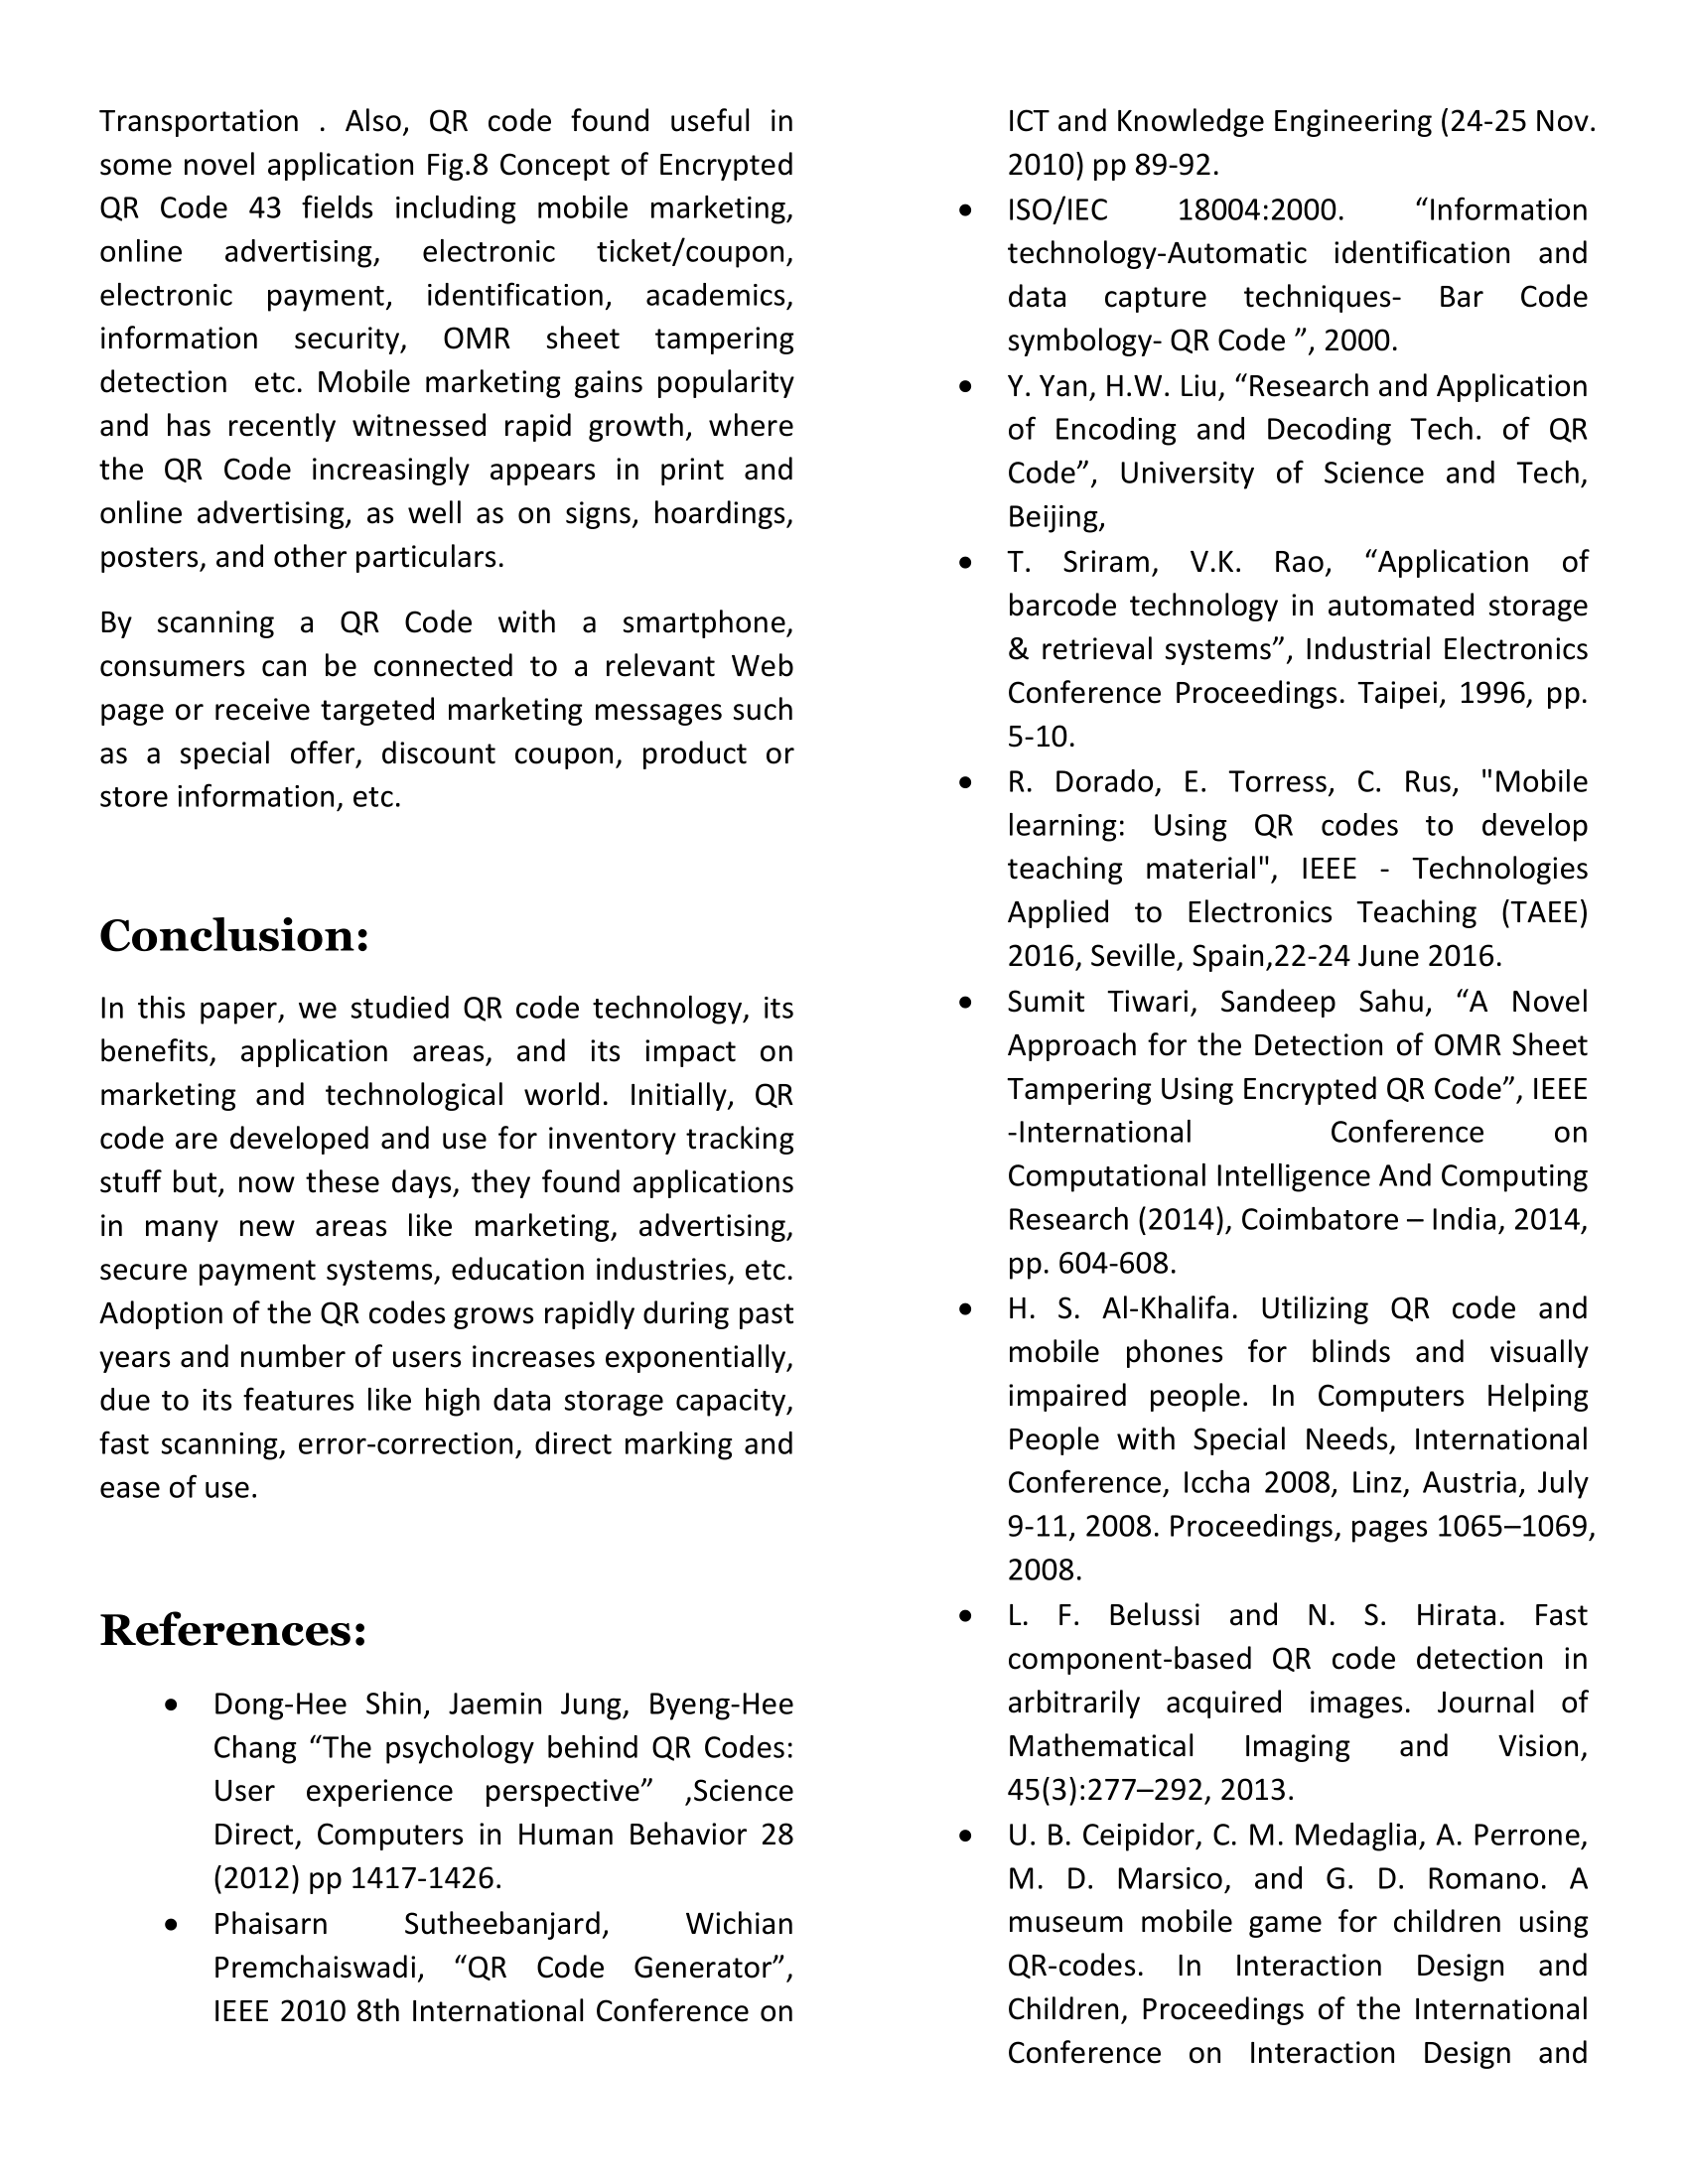 Transportation . Also, QR code found useful in
some novel application Fig.8 Concept of Encrypted
QR Code 43 fields including mobile marketing,
online advertising, electronic ticket/coupon,
electronic payment, identification, academics,
information security, OMR sheet tampering
detection etc. Mobile marketing gains popularity
and has recently witnessed rapid growth, where
the QR Code increasingly appears in print and
online advertising, as well as on signs, hoardings,
posters, and other particulars.
By scanning a QR Code with a smartphone,
consumers can be connected to a relevant Web
page or receive targeted marketing messages such
as a special offer, discount coupon, product or
store information, etc.
Conclusion:
In this paper, we studied QR code technology, its
benefits, application areas, and its impact on
marketing and technological world. Initially, QR
code are developed and use for inventory tracking
stuff but, now these days, they found applications
in many new areas like marketing, advertising,
secure payment systems, education industries, etc.
Adoption of the QR codes grows rapidly during past
years and number of users increases exponentially,
due to its features like high data storage capacity,
fast scanning, error-correction, direct marking and
ease of use.
References:
• Dong-Hee Shin, Jaemin Jung, Byeng-Hee
Chang “The psychology behind QR Codes:
User experience perspective” ,Science
Direct, Computers in Human Behavior 28
(2012) pp 1417-1426.
• Phaisarn Sutheebanjard, Wichian
Premchaiswadi, “QR Code Generator”,
IEEE 2010 8th International Conference on
ICT and Knowledge Engineering (24-25 Nov.
2010) pp 89-92.
• ISO/IEC 18004:2000. “Information
technology-Automatic identification and
data capture techniques- Bar Code
symbology- QR Code ”, 2000.
• Y. Yan, H.W. Liu, “Research and Application
of Encoding and Decoding Tech. of QR
Code”, University of Science and Tech,
Beijing,
• T. Sriram, V.K. Rao, “Application of
barcode technology in automated storage
& retrieval systems”, Industrial Electronics
Conference Proceedings. Taipei, 1996, pp.
5-10.
• R. Dorado, E. Torress, C. Rus, "Mobile
learning: Using QR codes to develop
teaching material", IEEE - Technologies
Applied to Electronics Teaching (TAEE)
2016, Seville, Spain,22-24 June 2016.
• Sumit Tiwari, Sandeep Sahu, “A Novel
Approach for the Detection of OMR Sheet
Tampering Using Encrypted QR Code”, IEEE
-International Conference on
Computational Intelligence And Computing
Research (2014), Coimbatore – India, 2014,
pp. 604-608.
• H. S. Al-Khalifa. Utilizing QR code and
mobile phones for blinds and visually
impaired people. In Computers Helping
People with Special Needs, International
Conference, Iccha 2008, Linz, Austria, July
9-11, 2008. Proceedings, pages 1065–1069,
2008.
• L. F. Belussi and N. S. Hirata. Fast
component-based QR code detection in
arbitrarily acquired images. Journal of
Mathematical Imaging and Vision,
45(3):277–292, 2013.
• U. B. Ceipidor, C. M. Medaglia, A. Perrone,
M. D. Marsico, and G. D. Romano. A
museum mobile game for children using
QR-codes. In Interaction Design and
Children, Proceedings of the International
Conference on Interaction Design and